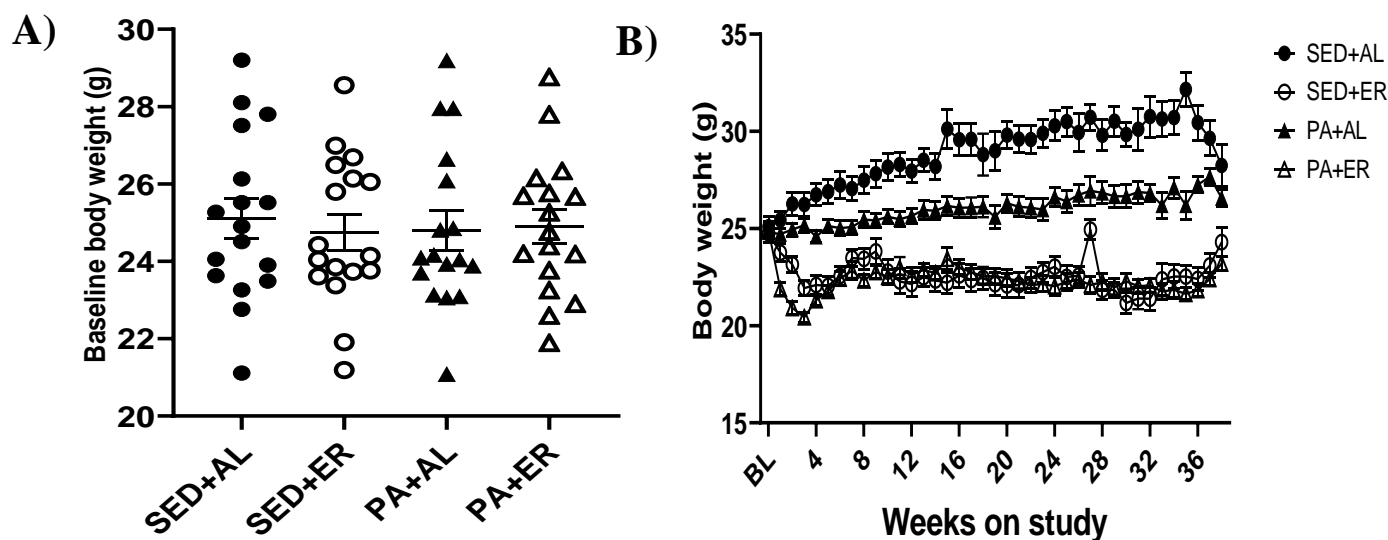 A)
Baseline body weight (g)
30
28
26
24
22
20
SED+AL
SED+ER
PA+AL
PA+ER
B)
Body weight (g)
35
30
25
20
15
BL
4
8
12
16
20
24
28
32
36
Weeks on study
SED+AL
SED+ER
PA+AL
PA+ER